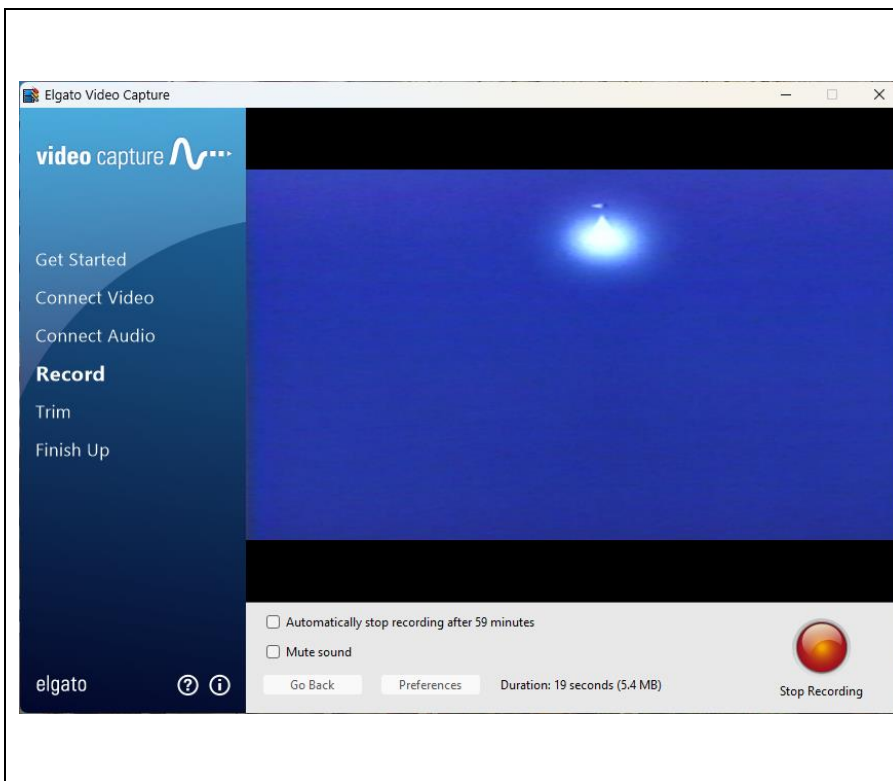 Elgato Video Capture
video capture
Get Started
Connect Video
Connect Audio
Record
Trim
Finish Up
Automatically stop recording after 59 minutes
Mute sound
Go Back Preferences Duration: 19 seconds (5.4 MB)
Stop Recording
elgato